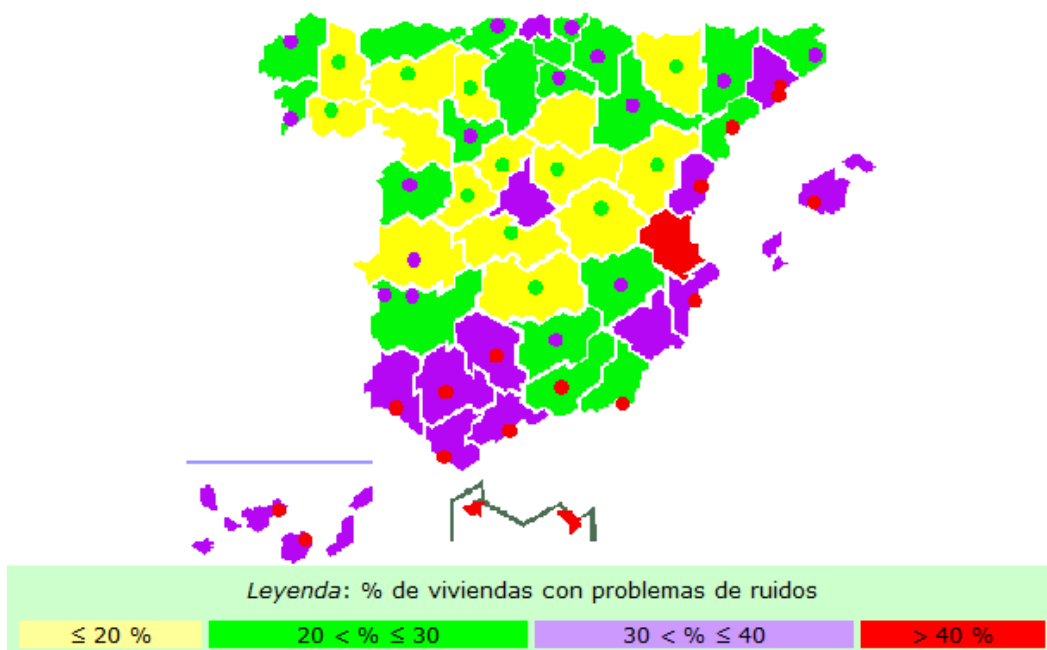 Leyenda: % de viviendas con problemas de ruidos
≤ 20 % 20 < % ≤ 30 30 < % ≤ 40 > 40 %